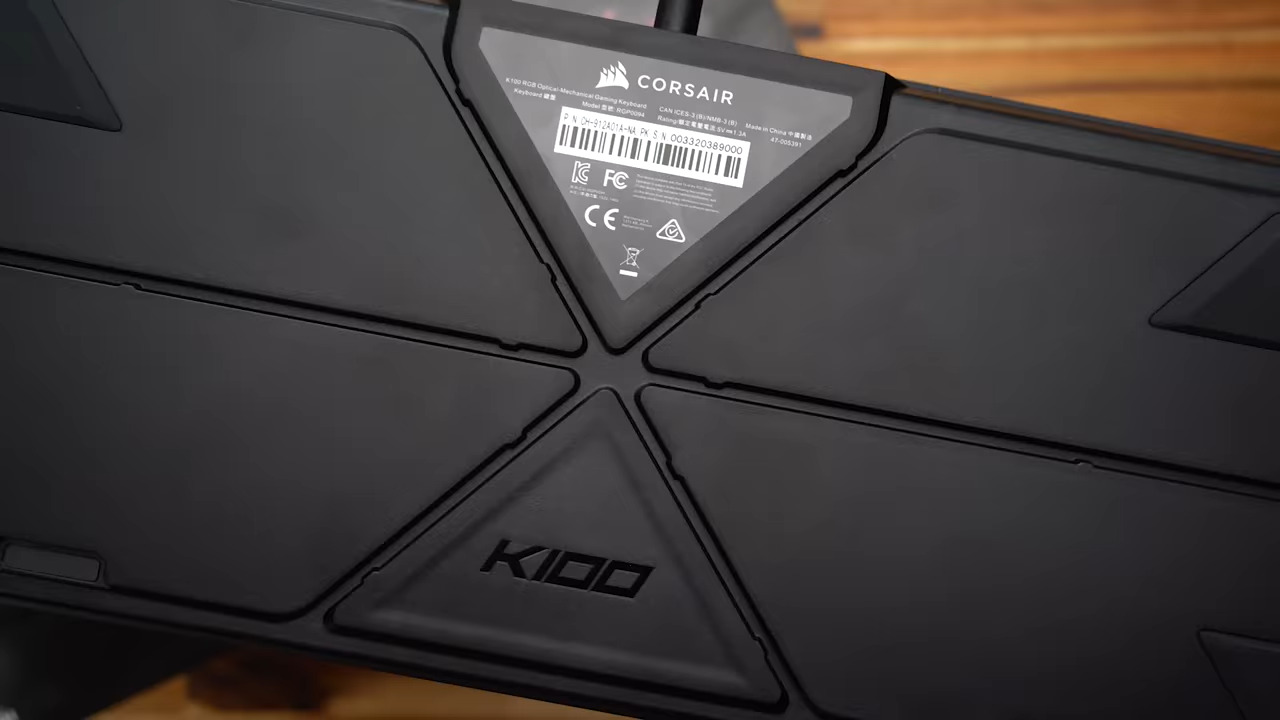 CORSAIR
K100 RGB Optical-Mechanical Gaming Keyboard
Keyboard 鍵盤
Model 型號: RGP0094
CAN ICES-3 (B)/NMB-3 (B)
Rating/額定電壓電流: 5V⎓1.3A
Made in China 中國製造
47-005391
P N CH-912A01A-NA PK S N 003320389000
FC
CE
K100